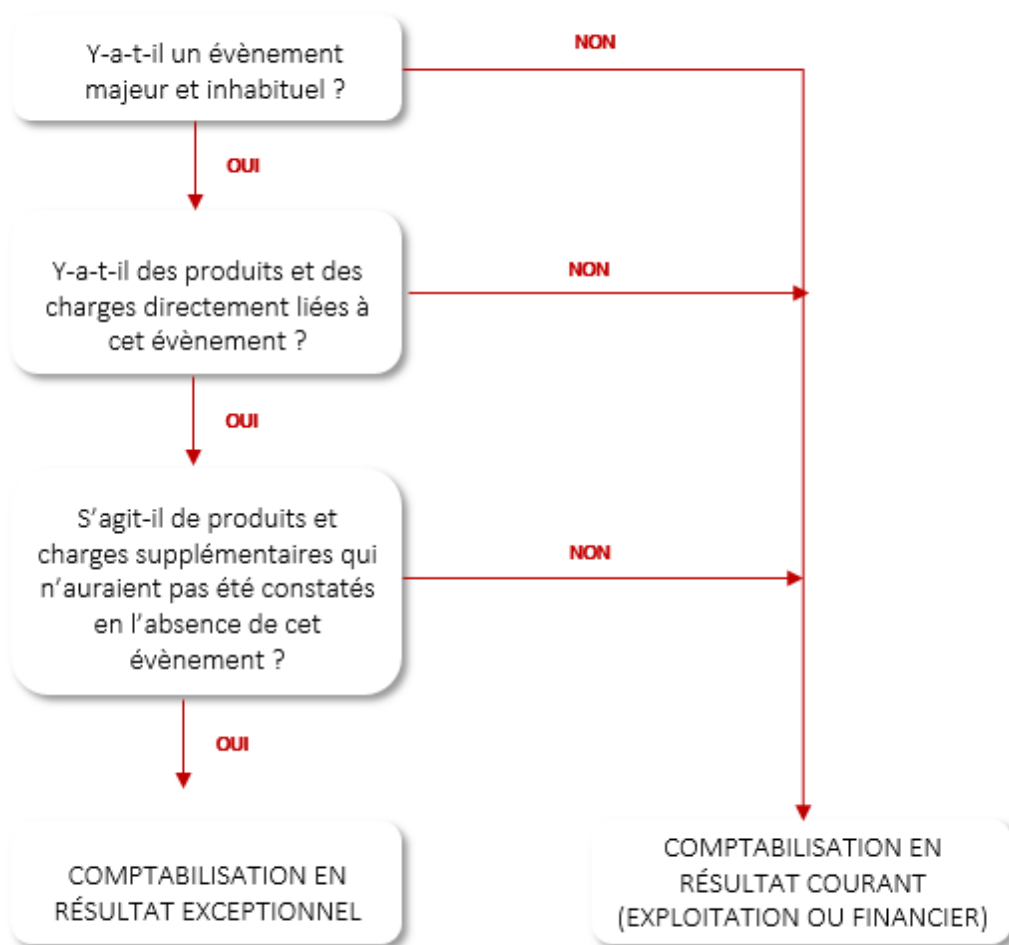 Y-a-t-il un évènement
majeur et inhabituel ?
NON
OUI
Y-a-t-il des produits et des
charges directement liées à
cet évènement ?
NON
OUI
S’agit-il de produits et
charges supplémentaires qui
n’auraient pas été constatés
en l’absence de cet
évènement ?
NON
OUI
COMPTABILISATION EN
RÉSULTAT EXCEPTIONNEL
COMPTABILISATION EN
RÉSULTAT COURANT
(EXPLOITATION OU FINANCIER)